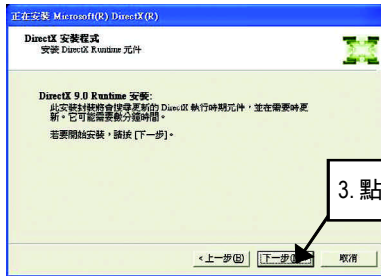 正在安裝 Microsoft(R) DirectX(R)
DirectX 安裝程式
安裝 DirectX Runtime 元件
DirectX 9.0 Runtime 安裝:
此安裝封裝將會搜尋更新的 DirectX 執行時期元件，並在需要時更
新。它可能需要數分鐘時間。
若要開始安裝，請按 [下一步]。
3. 點
<上一步(B)
下一步
取消